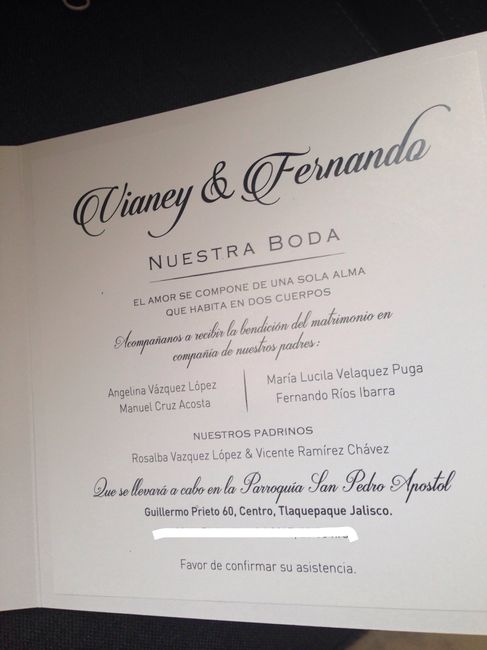 Vianey & Fernando
NUESTRA BODA
EL AMOR SE COMPONE DE UNA SOLA ALMA
QUE HABITA EN DOS CUERPOS
Acompañanos a recibir la bendición del matrimonio en
compañia de nuestros padres:
Angelina Vázquez López
Manuel Cruz Acosta
María Lucila Velaquez Puga
Fernando Ríos Ibarra
NUESTROS PADRINOS
Rosalba Vazquez López & Vicente Ramírez Chávez
Que se llevará a cabo en la Parroquía San Pedro Apostol
Guillermo Prieto 60, Centro, Tlaquepaque Jalisco.
Favor de confirmar su asistencia.